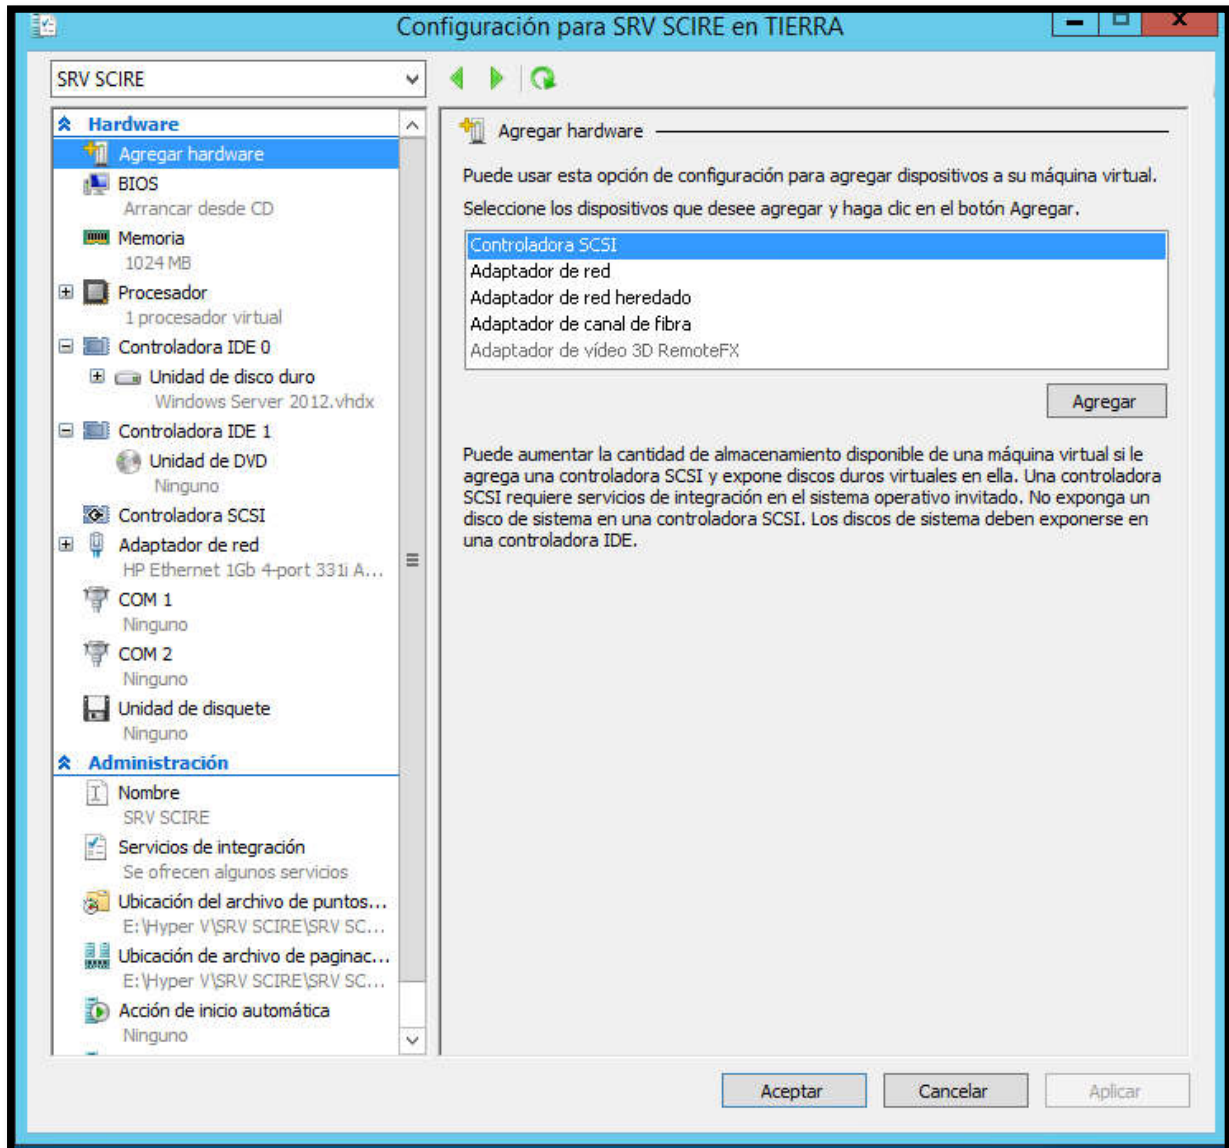 Configuración para SRV SCIRE en TIERRA
SRV SCIRE
Hardware
Agregar hardware
BIOS
Arrancar desde CD
Memoria
1024 MB
Procesador
1 procesador virtual
Controladora IDE 0
Unidad de disco duro
Windows Server 2012.vhdx
Controladora IDE 1
Unidad de DVD
Ninguno
Controladora SCSI
Adaptador de red
HP Ethernet 1Gb 4-port 331i A...
COM 1
Ninguno
COM 2
Ninguno
Unidad de disquete
Ninguno
Administración
Nombre
SRV SCIRE
Servicios de integración
Se ofrecen algunos servicios
Ubicación del archivo de puntos...
E:\Hyper V\SRV SCIRE\SRV SC...
Ubicación de archivo de paginac...
E:\Hyper V\SRV SCIRE\SRV SC...
Acción de inicio automática
Ninguno
Agregar hardware
Puede usar esta opción de configuración para agregar dispositivos a su máquina virtual.
Seleccione los dispositivos que desee agregar y haga clic en el botón Agregar.
Controladora SCSI
Adaptador de red
Adaptador de red heredado
Adaptador de canal de fibra
Adaptador de vídeo 3D RemoteFX
Agregar
Puede aumentar la cantidad de almacenamiento disponible de una máquina virtual si le
agrega una controladora SCSI y expone discos duros virtuales en ella. Una controladora
SCSI requiere servicios de integración en el sistema operativo invitado. No exponga un
disco de sistema en una controladora SCSI. Los discos de sistema deben exponerse en
una controladora IDE.
Aceptar
Cancelar
Aplicar